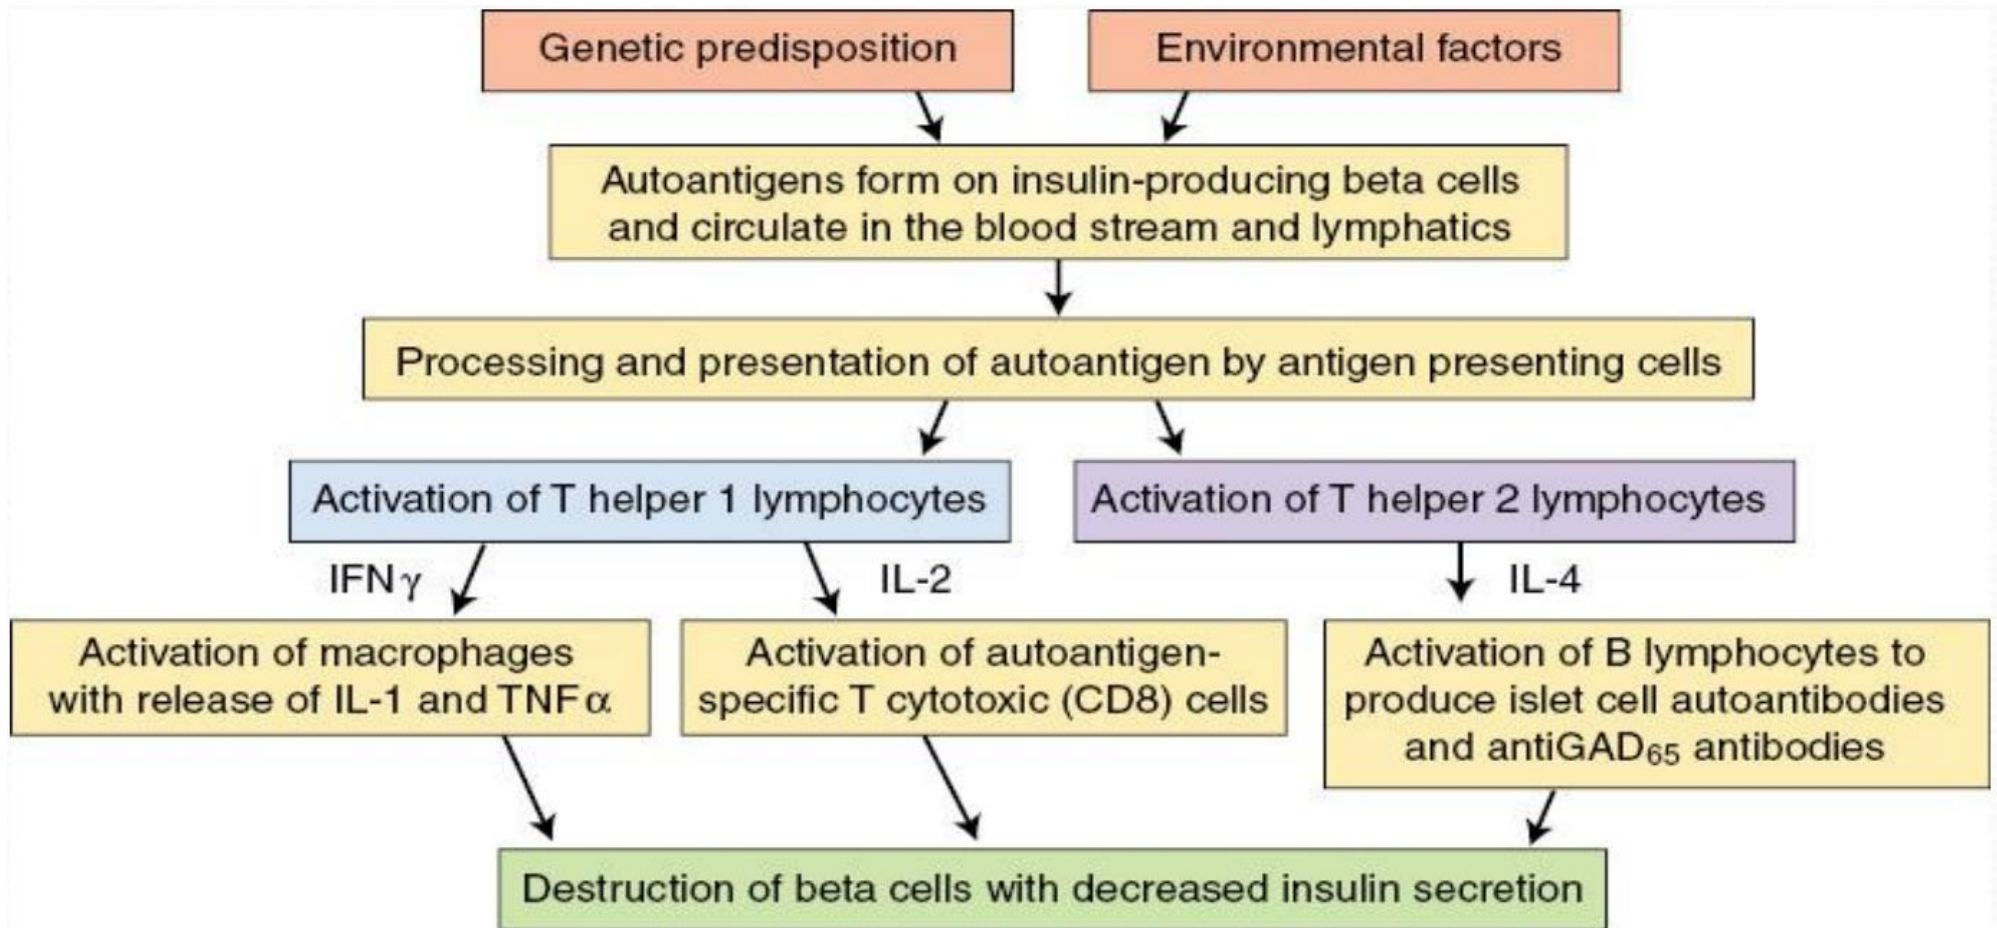 Genetic predisposition
Environmental factors
Autoantigens form on insulin-producing beta cells
and circulate in the blood stream and lymphatics
Processing and presentation of autoantigen by antigen presenting cells
Activation of T helper 1 lymphocytes
Activation of T helper 2 lymphocytes
IFNγ
IL-2
IL-4
Activation of macrophages
with release of IL-1 and TNFα
Activation of autoantigen-
specific T cytotoxic (CD8) cells
Activation of B lymphocytes to
produce islet cell autoantibodies
and antiGAD₆₅ antibodies
Destruction of beta cells with decreased insulin secretion